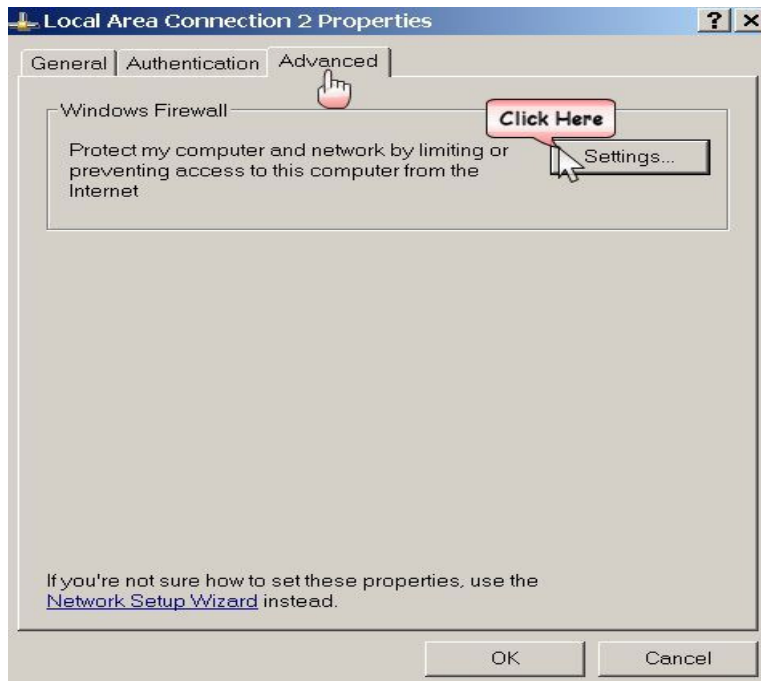 Local Area Connection 2 Properties
? ×
General Authentication Advanced
Windows Firewall
Click Here
Protect my computer and network by limiting or
preventing access to this computer from the
Internet
Settings...
If you're not sure how to set these properties, use the
Network Setup Wizard instead.
OK Cancel